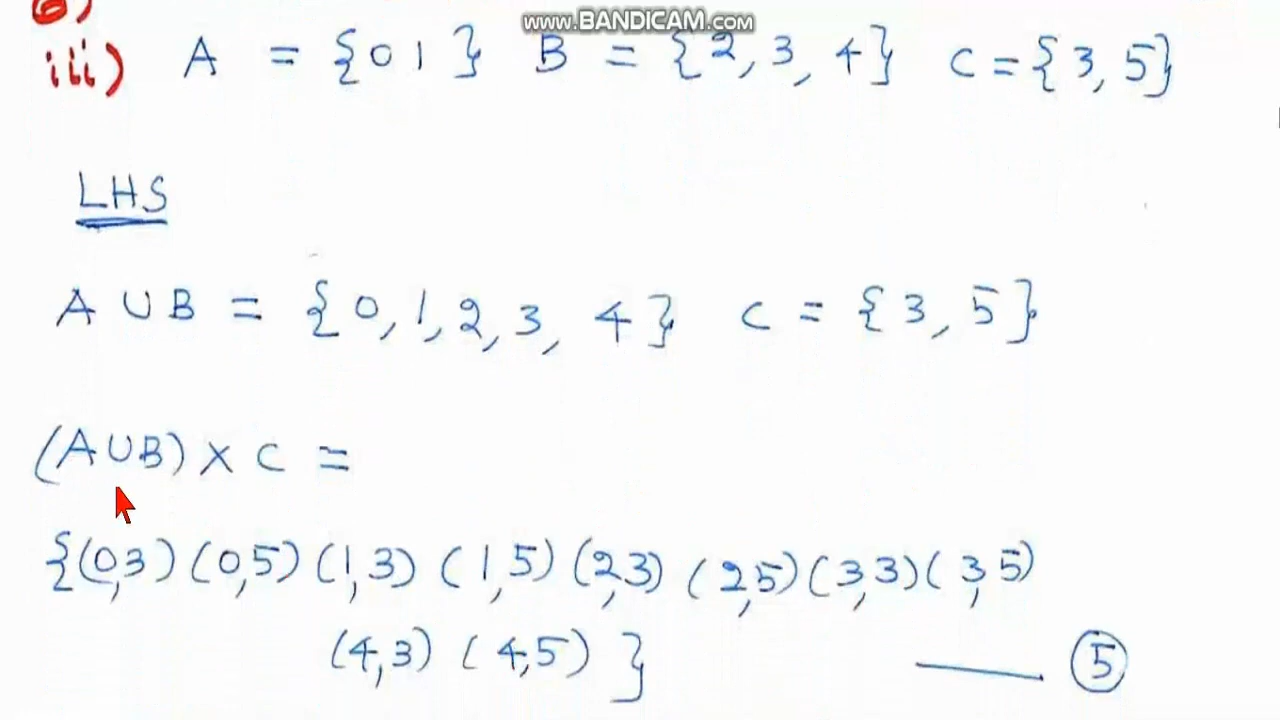 www.BANDICAM.com
6)
iii) A = {0 1} B = {2, 3, 4} C = {3, 5}
LHS
A ∪ B = {0, 1, 2, 3, 4} C = {3, 5}
(A∪B) × C =
{(0,3) (0,5) (1,3) (1,5) (2,3) (2,5) (3,3) (3,5)
(4,3) (4,5) } —— ⑤